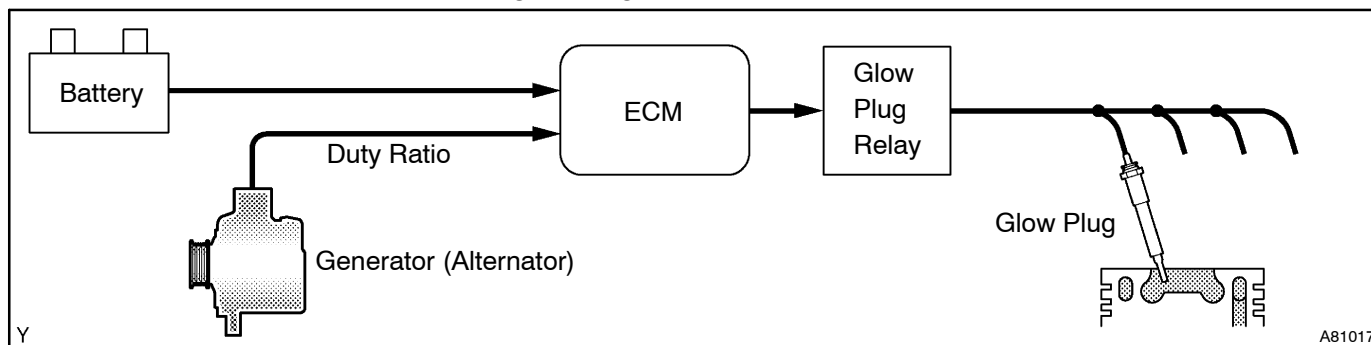 Battery
ECM
Glow
Plug
Relay
Duty Ratio
Glow Plug
Generator (Alternator)
Y
A81017